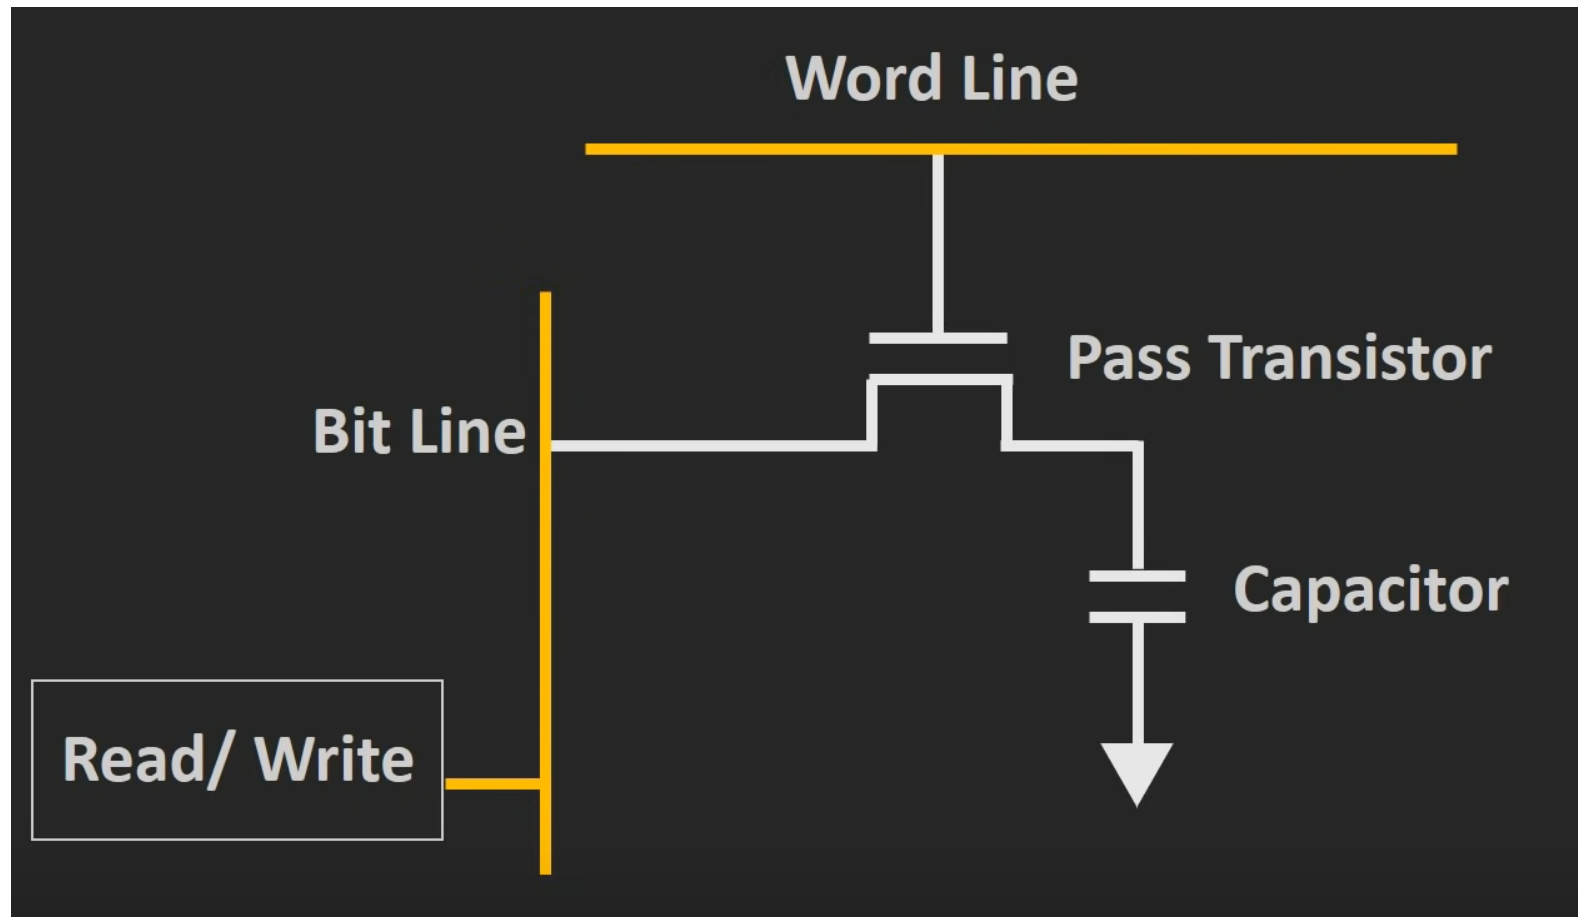 Word Line
Pass Transistor
Bit Line
Capacitor
Read/ Write